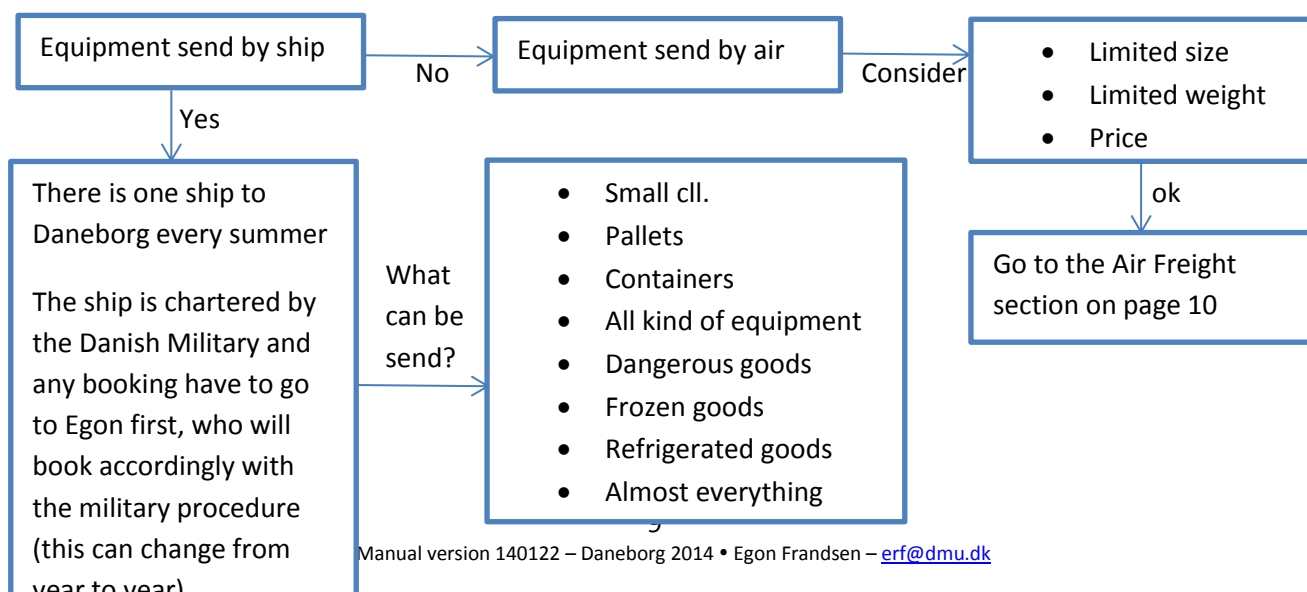 Equipment send by ship
No
Equipment send by air
Consider
• Limited size
• Limited weight
• Price
Yes
ok
Go to the Air Freight
section on page 10
There is one ship to
Daneborg every summer
The ship is chartered by
the Danish Military and
any booking have to go
to Egon first, who will
book accordingly with
the military procedure
(this can change from
year to year)
What
can be
send?
• Small cll.
• Pallets
• Containers
• All kind of equipment
• Dangerous goods
• Frozen goods
• Refrigerated goods
• Almost everything
Manual version 140122 – Daneborg 2014 • Egon Frandsen – erf@dmu.dk